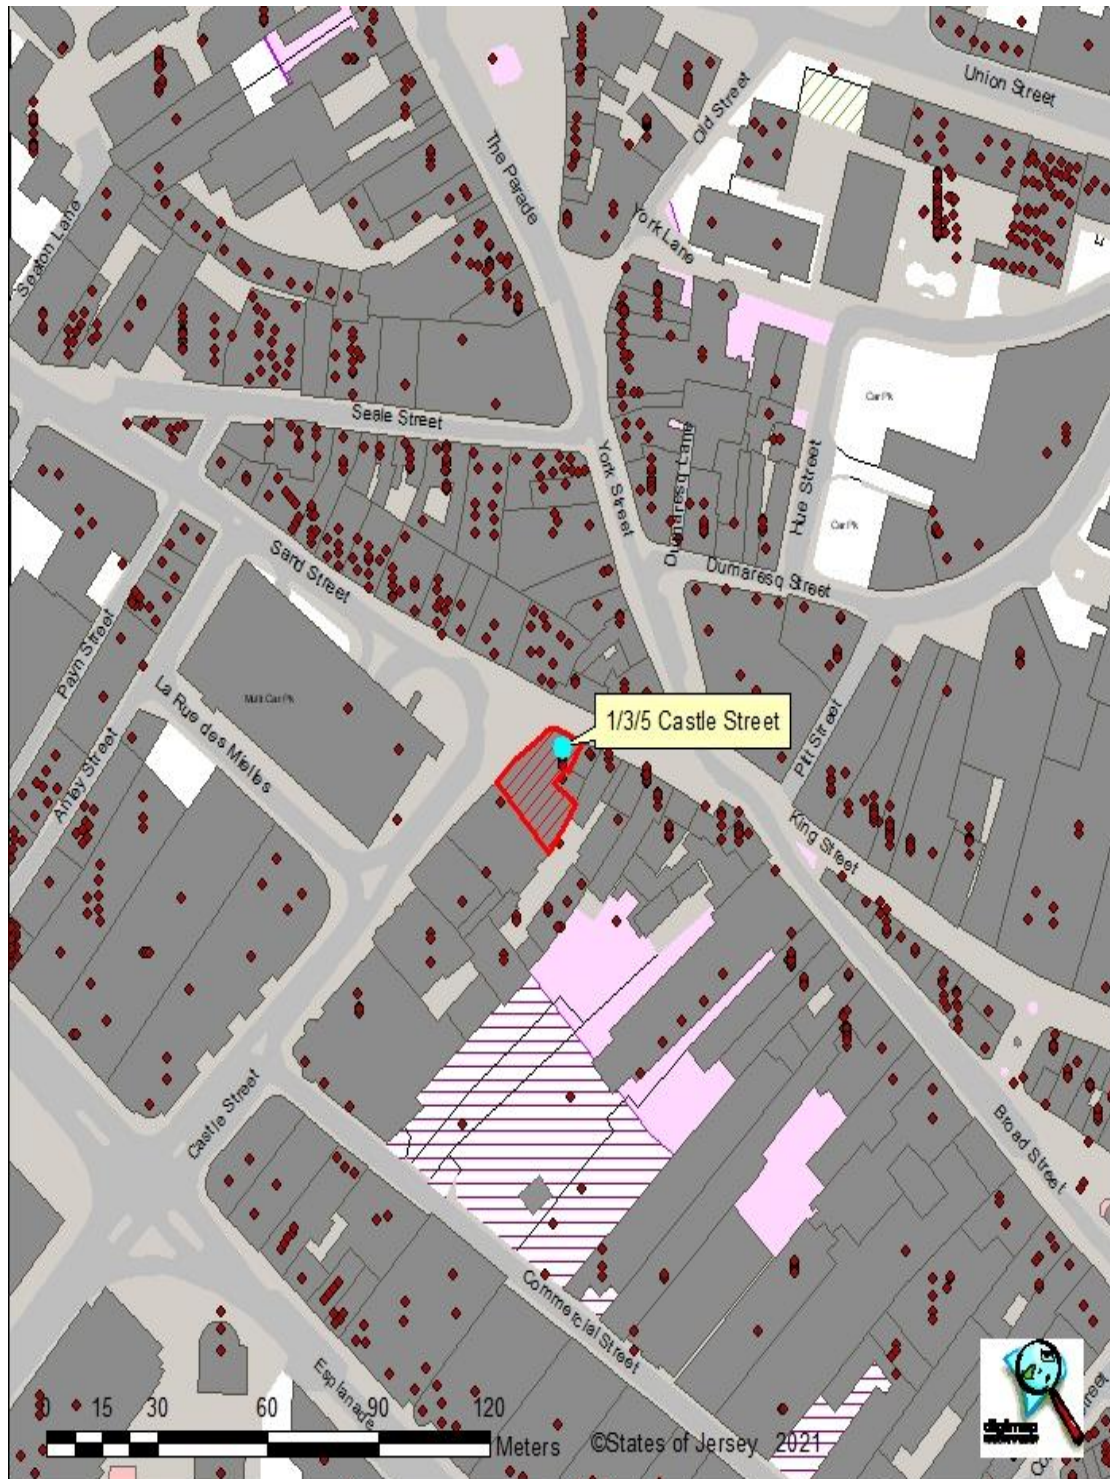 Union Street
Old Street
The Parade
York Lane
Seaton Lane
Car Pk
Seale Street
York Street
Dumaresq Lane
Hue Street
Car Pk
Sand Street
Dumaresq Street
Payn Street
La Rue des Mielles
Multi Car Pk
1/3/5 Castle Street
Pitt Street
Anley Street
King Street
Castle Street
Broad Street
Commercial Street
Esplanade
0 15 30 60 90 120
Meters
©States of Jersey 2021
digimap